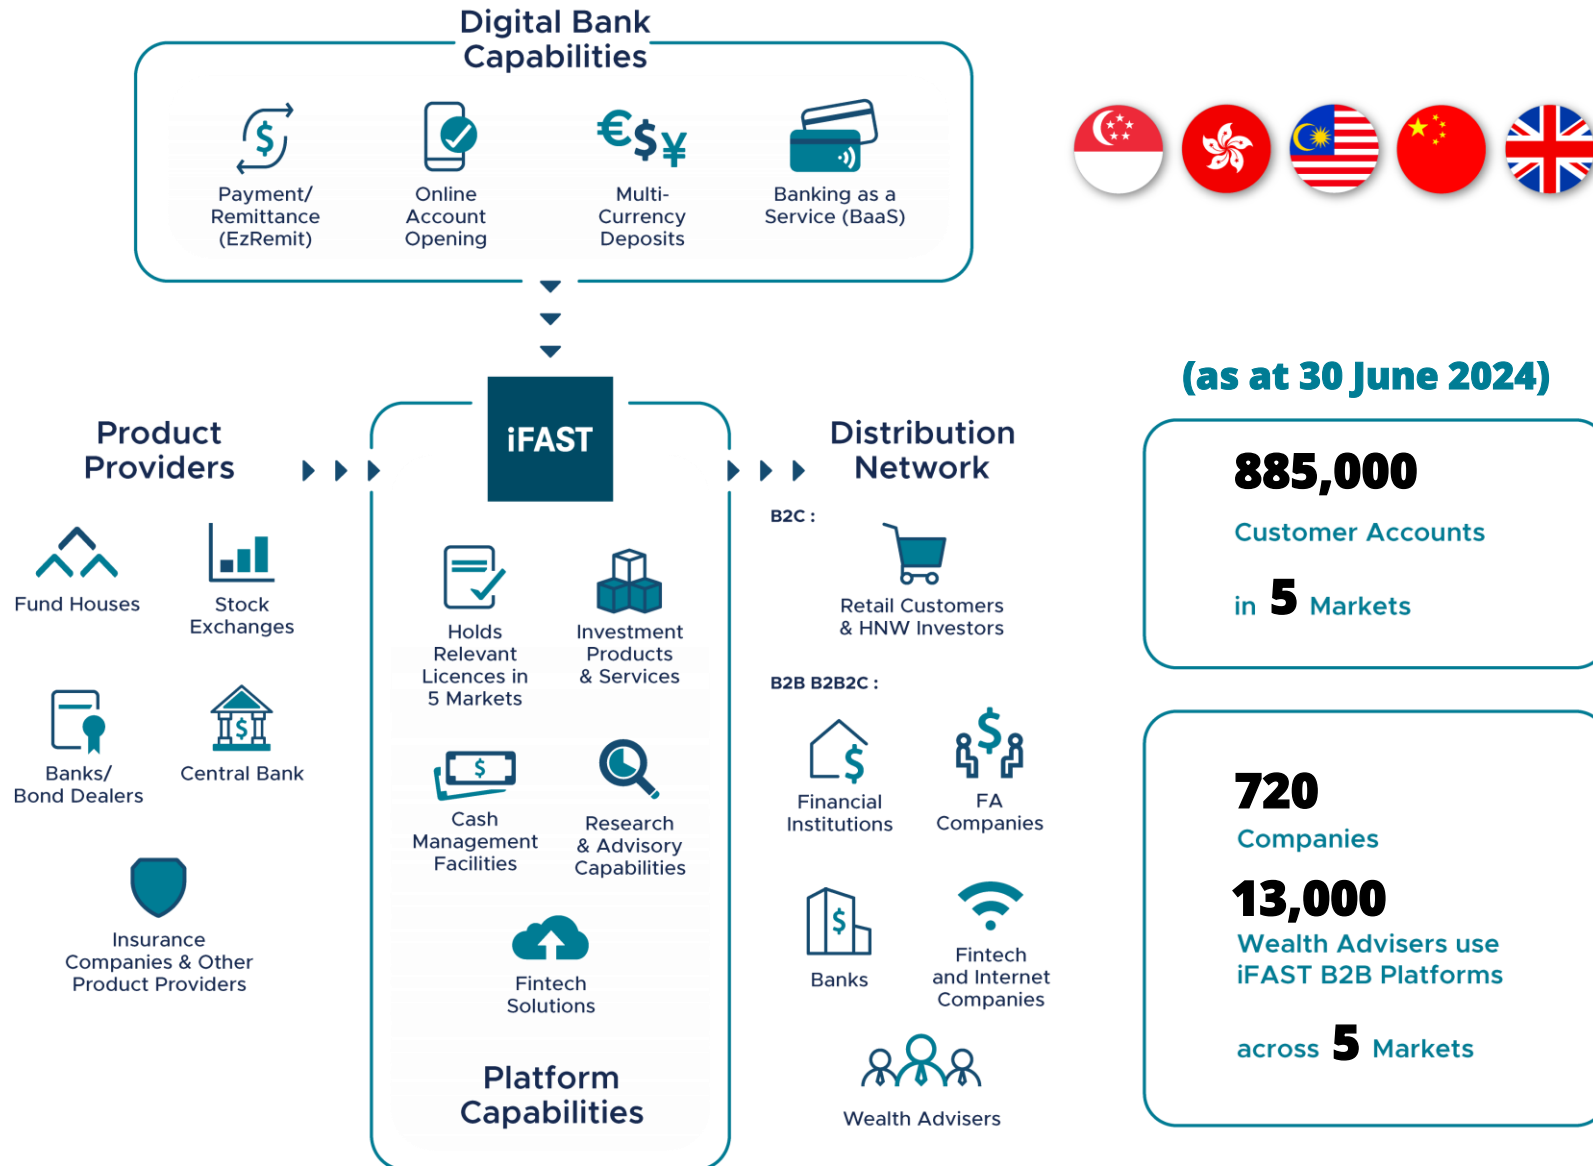 Digital Bank
Capabilities
$
Payment/
Remittance
(EzRemit)
Online
Account
Opening
€$¥
Multi-
Currency
Deposits
Banking as a
Service (BaaS)
iFAST
Product
Providers
Fund Houses
Stock
Exchanges
Banks/
Bond Dealers
$
Central Bank
Insurance
Companies & Other
Product Providers
Holds
Relevant
Licences in
5 Markets
Investment
Products
& Services
$
Cash
Management
Facilities
Research
& Advisory
Capabilities
Fintech
Solutions
Platform
Capabilities
Distribution
Network
B2C :
Retail Customers
& HNW Investors
B2B B2B2C :
$
Financial
Institutions
$
FA
Companies
$
Banks
Fintech
and Internet
Companies
Wealth Advisers
(as at 30 June 2024)
885,000
Customer Accounts
in 5 Markets
720
Companies
13,000
Wealth Advisers use
iFAST B2B Platforms
across 5 Markets